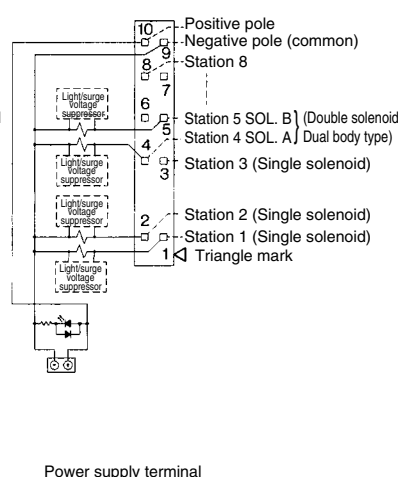 10 Positive pole
Negative pole (common)
9
8 Station 8
7
Light/surge
voltage
suppressor
6
5
Station 5 SOL. B (Double solenoid
4 Station 4 SOL. A Dual body type)
Light/surge
voltage
suppressor
3
Station 3 (Single solenoid)
Light/surge
voltage
suppressor
2 Station 2 (Single solenoid)
Station 1 (Single solenoid)
1 Triangle mark
Light/surge
voltage
suppressor
Power supply terminal